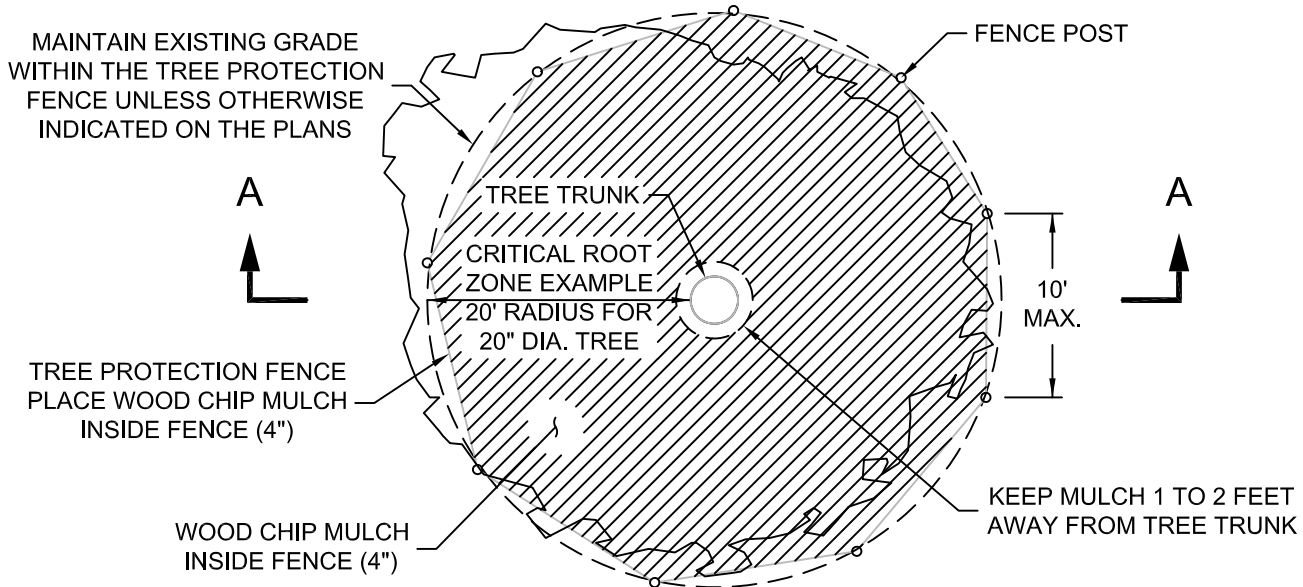 MAINTAIN EXISTING GRADE
WITHIN THE TREE PROTECTION
FENCE UNLESS OTHERWISE
INDICATED ON THE PLANS
FENCE POST
A
A
TREE TRUNK
CRITICAL ROOT
ZONE EXAMPLE
20' RADIUS FOR
20" DIA. TREE
10'
MAX.
TREE PROTECTION FENCE
PLACE WOOD CHIP MULCH
INSIDE FENCE (4")
WOOD CHIP MULCH
INSIDE FENCE (4")
KEEP MULCH 1 TO 2 FEET
AWAY FROM TREE TRUNK